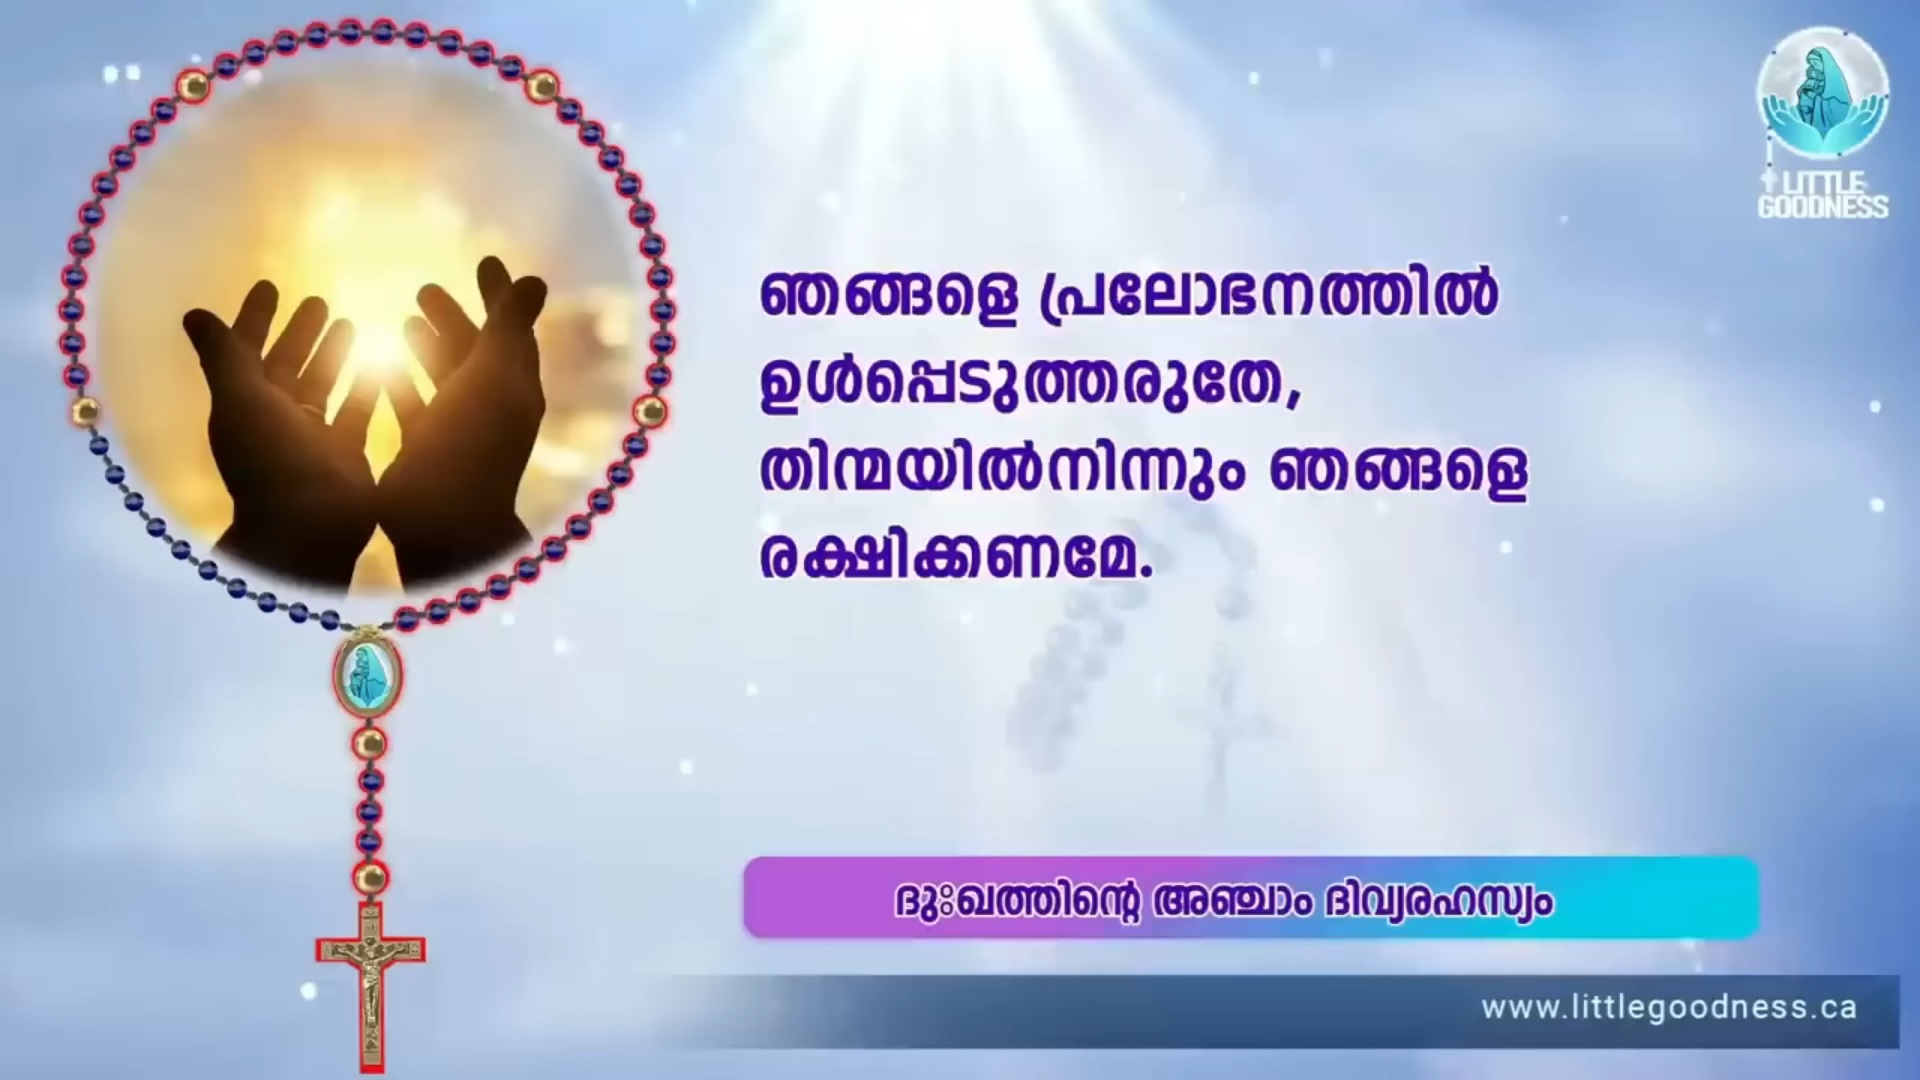 LITTLE
GOODNESS
ഞങ്ങളെ പ്രലോഭനത്തിൽ
ഉൾപ്പെടുത്തരുതേ,
തിന്മയിൽനിന്നും ഞങ്ങളെ
രക്ഷിക്കണമേ.
ദുഃഖത്തിന്റെ അഞ്ചാം ദിവ്യരഹസ്യം
www.littlegoodness.ca